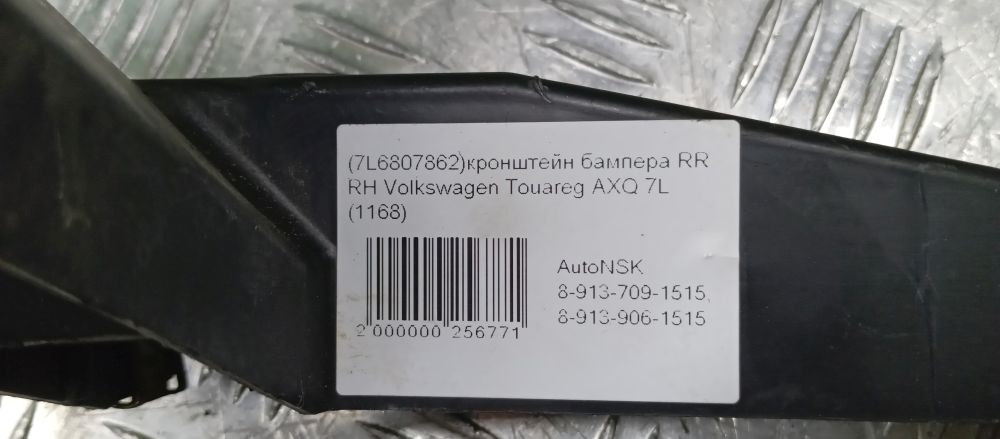 (7L6807862)кронштейн бампера RR
RH Volkswagen Touareg AXQ 7L
(1168)
AutoNSK
8-913-709-1515,
8-913-906-1515
2 000000 256771